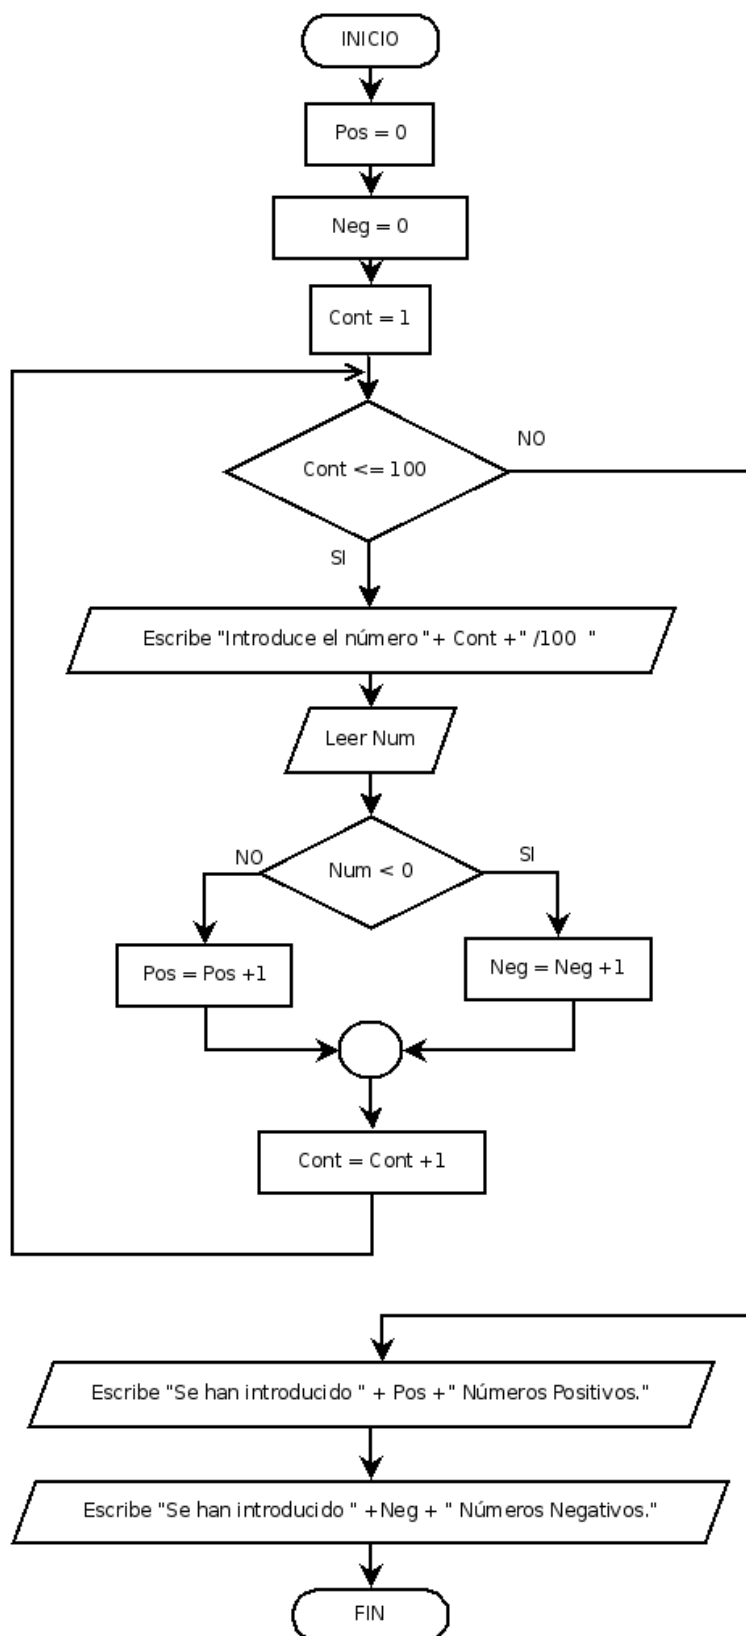 INICIO
Pos = 0
Neg = 0
Cont = 1
Cont <= 100
NO
SI
Escribe "Introduce el número "+ Cont +" /100  "
Leer Num
Num < 0
NO
SI
Pos = Pos +1
Neg = Neg +1
Cont = Cont +1
Escribe "Se han introducido " + Pos +" Números Positivos."
Escribe "Se han introducido " +Neg + " Números Negativos."
FIN